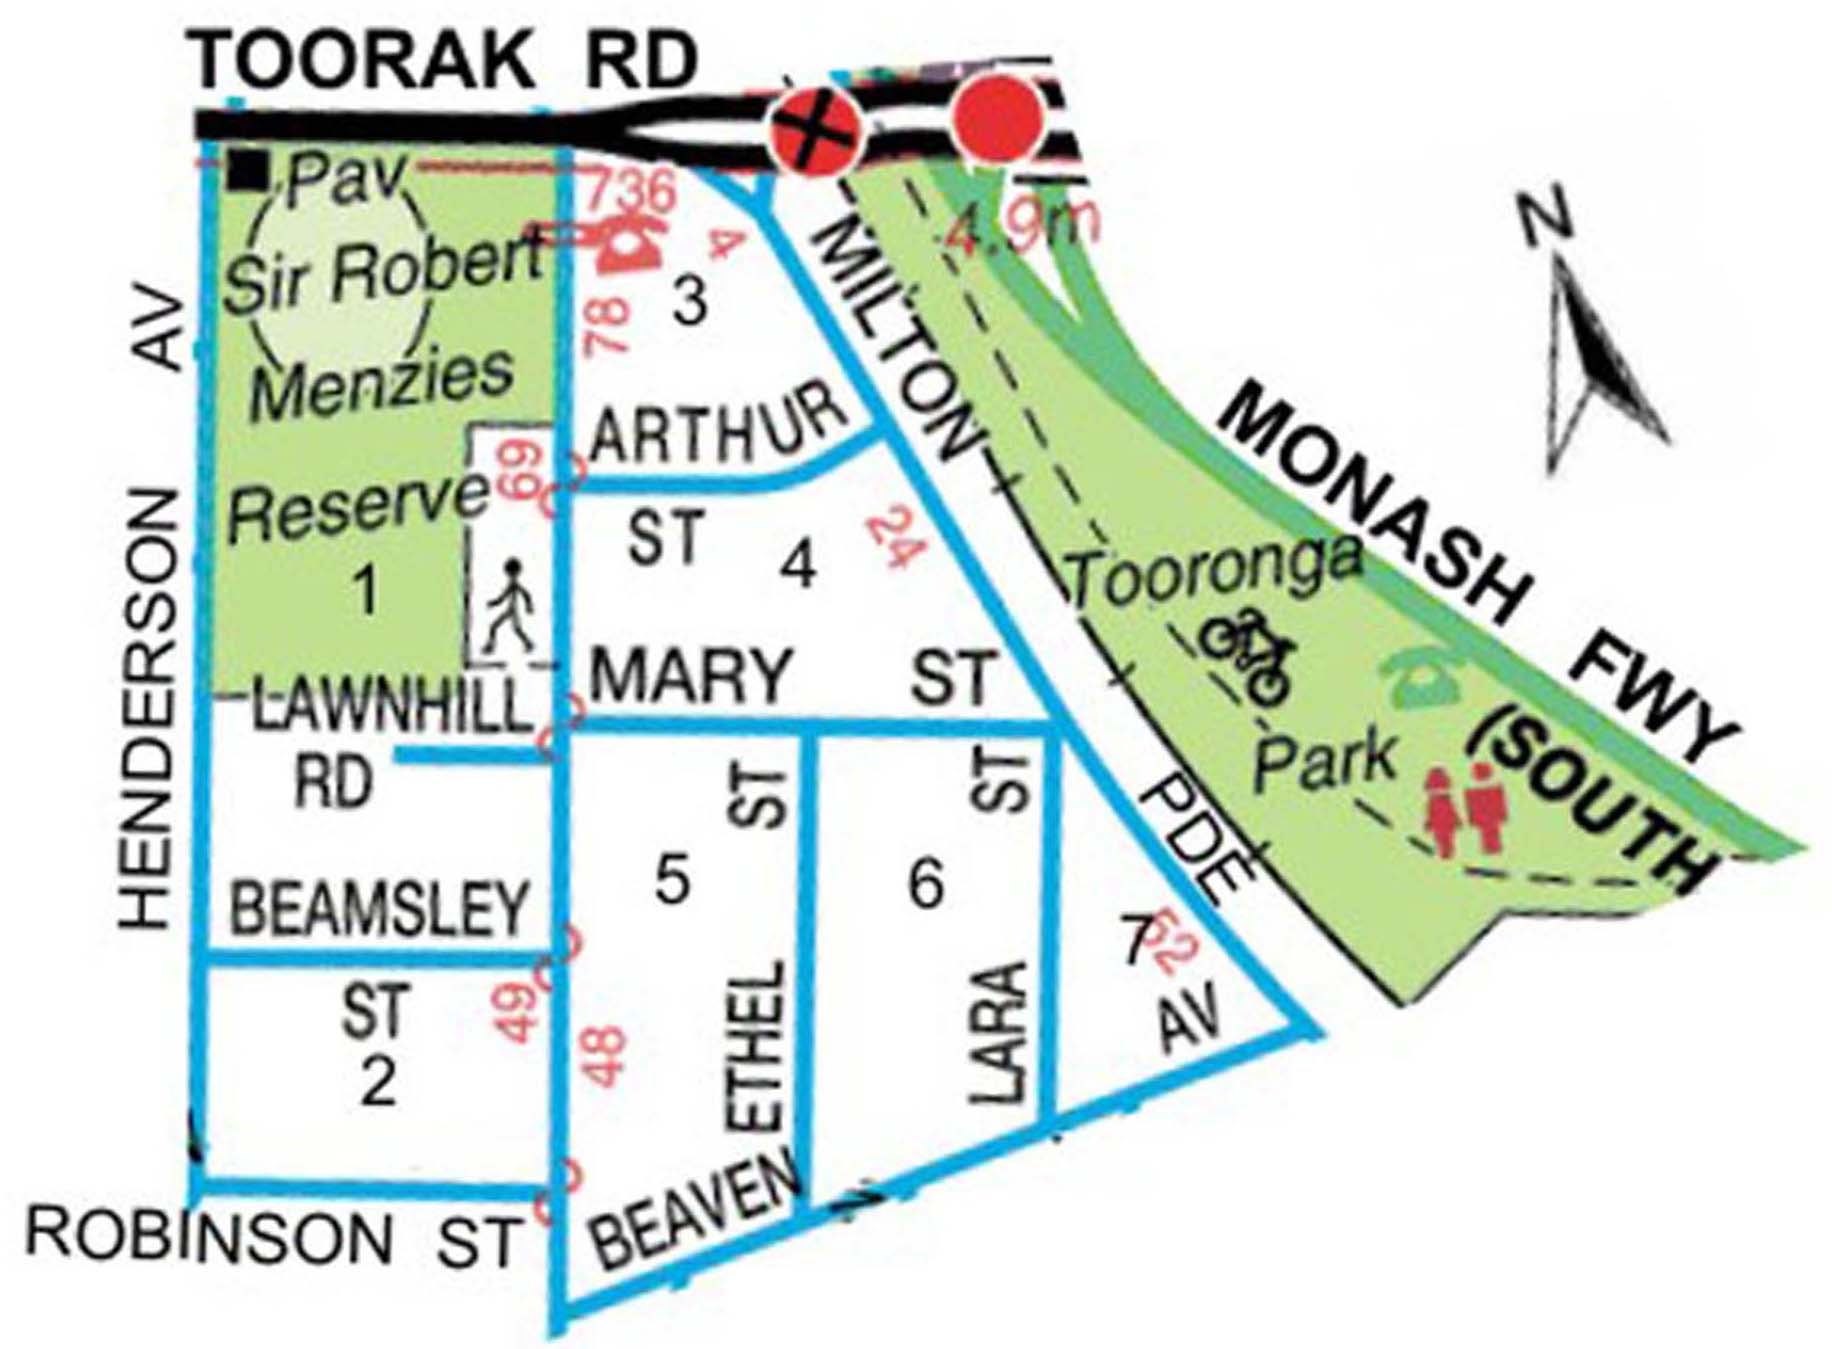 TOORAK RD
Pav
736
4.9m
N
Sir Robert
4
3
MILTON
78
AV
Menzies
ARTHUR
MONASH
Reserve
69
ST
4
24
Tooronga
HENDERSON
1
MARY ST
FWY
LAWNHILL
RD
ST
ST
Park
(SOUTH
PDE
5
6
BEAMSLEY
7
52
ST
49
2
48
ETHEL
LARA
AV
BEAVEN
ROBINSON ST